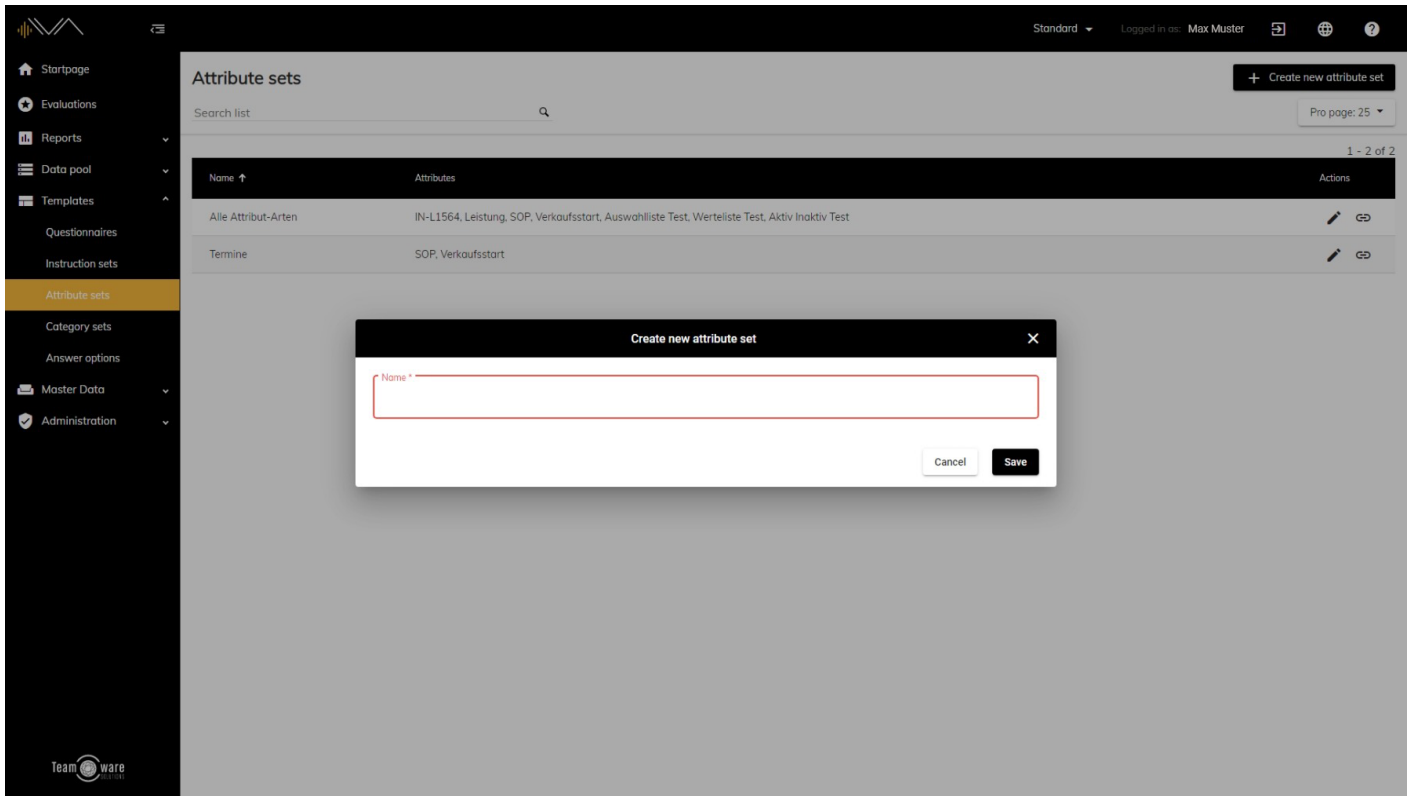 Standard Logged in as: Max Muster
Startpage
Evaluations
Reports
Data pool
Templates
Questionnaires
Instruction sets
Attribute sets
Category sets
Answer options
Master Data
Administration
Team ware
SOLUTIONS
Attribute sets
+ Create new attribute set
Search list
Pro page: 25
1 - 2 of 2
Name ↑ Attributes Actions
Alle Attribut-Arten IN-L1564, Leistung, SOP, Verkaufsstart, Auswahlliste Test, Werteliste Test, Aktiv Inaktiv Test
Termine SOP, Verkaufsstart
Create new attribute set
Name *
Cancel Save